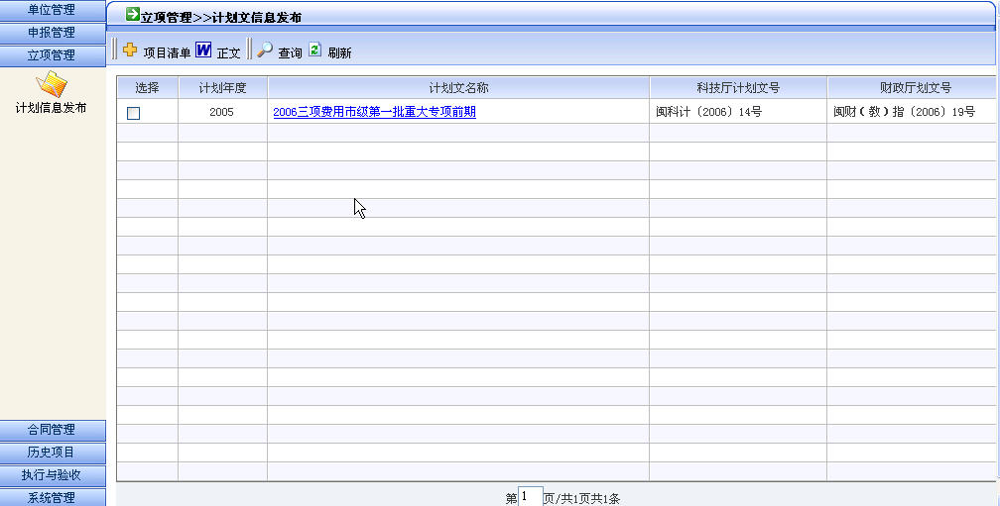 单位管理
申报管理
立项管理
计划信息发布
合同管理
历史项目
执行与验收
系统管理
立项管理>>计划文信息发布
项目清单 正文 查询 刷新
选择 计划年度 计划文名称 科技厅计划文号 财政厅划文号
2005 2006三项费用市级第一批重大专项前期 闽科计〔2006〕14号 闽财（教）指〔2006〕19号
第1页/共1页共1条